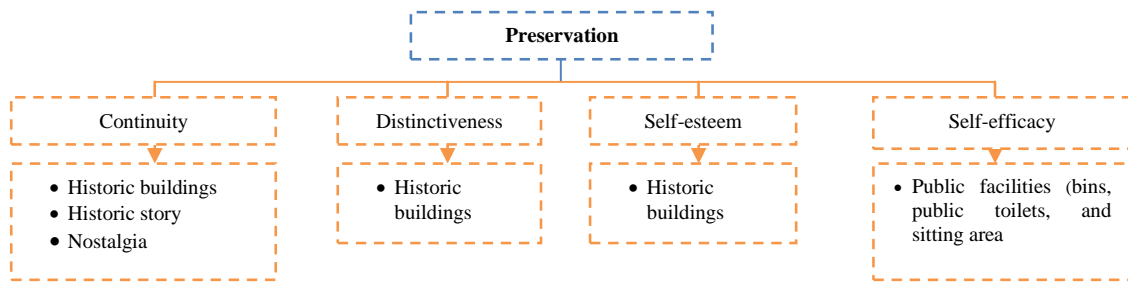 Preservation
Continuity
Distinctiveness
Self-esteem
Self-efficacy
• Historic buildings
• Historic story
• Nostalgia
• Historic
buildings
• Historic
buildings
• Public facilities (bins,
public toilets, and
sitting area